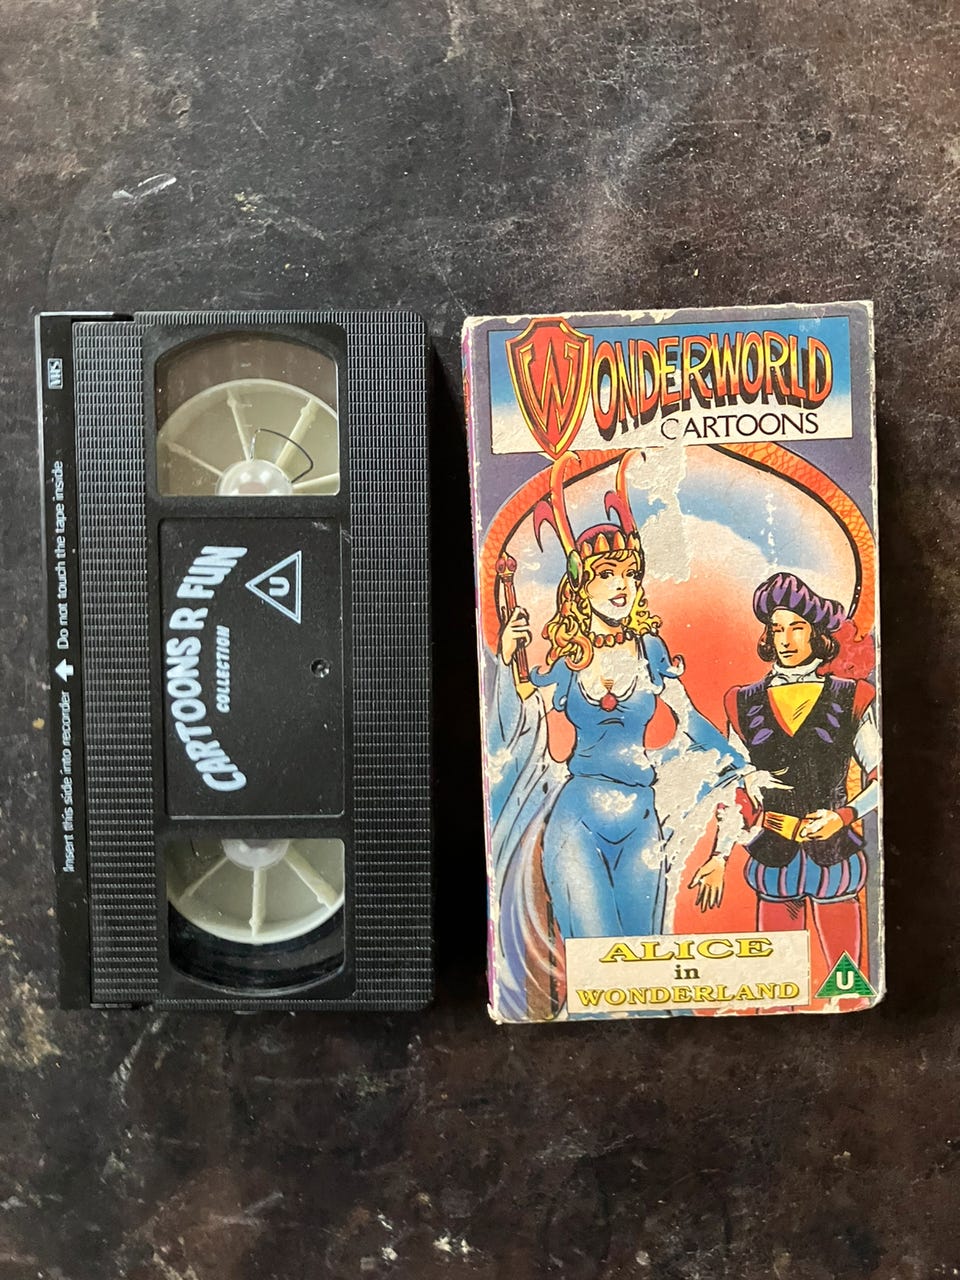 VHS
Insert this side into recorder
Do not touch the tape inside
CARTOONS R FUN
COLLECTION
U
WONDERWORLD
CARTOONS
ALICE
in
WONDERLAND
U